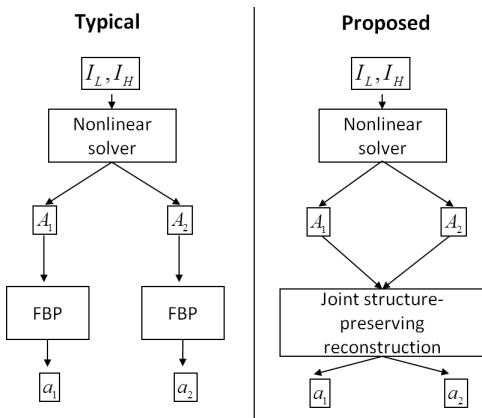 Typical
I_L, I_H
Nonlinear
solver
A_1
A_2
FBP
FBP
a_1
a_2
Proposed
I_L, I_H
Nonlinear
solver
A_1
A_2
Joint structure-
preserving
reconstruction
a_1
a_2